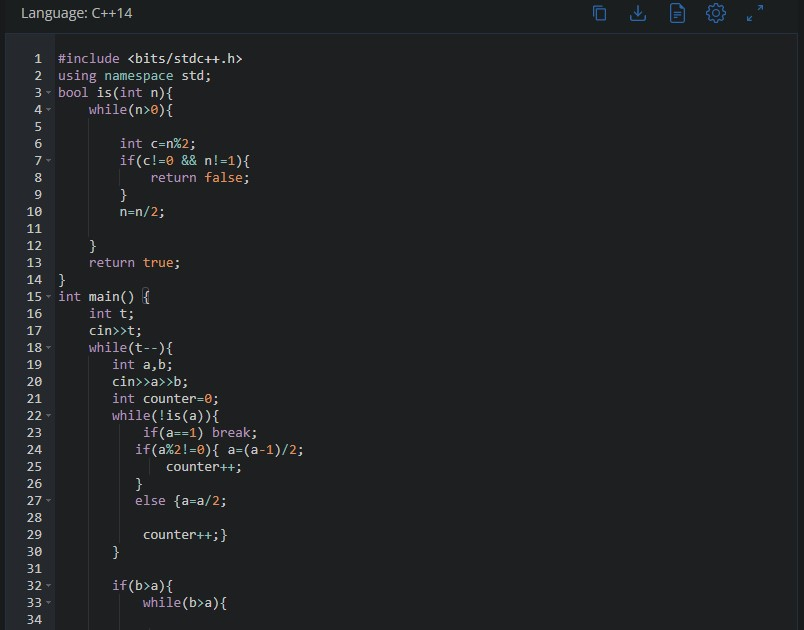 Language: C++14
1 #include <bits/stdc++.h>
2 using namespace std;
3 bool is(int n){
4     while(n>0){
5
6         int c=n%2;
7         if(c!=0 && n!=1){
8             return false;
9         }
10         n=n/2;
11
12     }
13     return true;
14 }
15 int main() {
16     int t;
17     cin>>t;
18     while(t--){
19        int a,b;
20        cin>>a>>b;
21        int counter=0;
22        while(!is(a)){
23            if(a==1) break;
24           if(a%2!=0){ a=(a-1)/2;
25               counter++;
26           }
27           else {a=a/2;
28
29            counter++;}
30        }
31
32        if(b>a){
33            while(b>a){
34